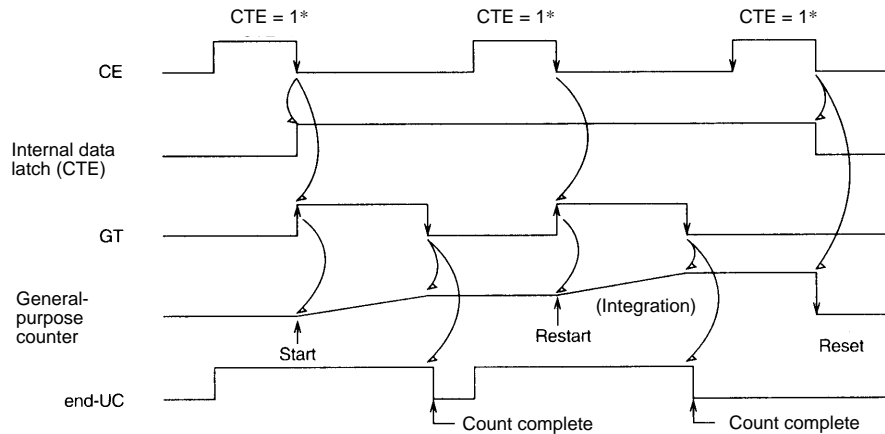 CTE = 1* CTE = 1* CTE = 1*
CE
Internal data
latch (CTE)
GT
General-
purpose
counter
(Integration)
Start
Restart
Reset
end-UC
Count complete
Count complete